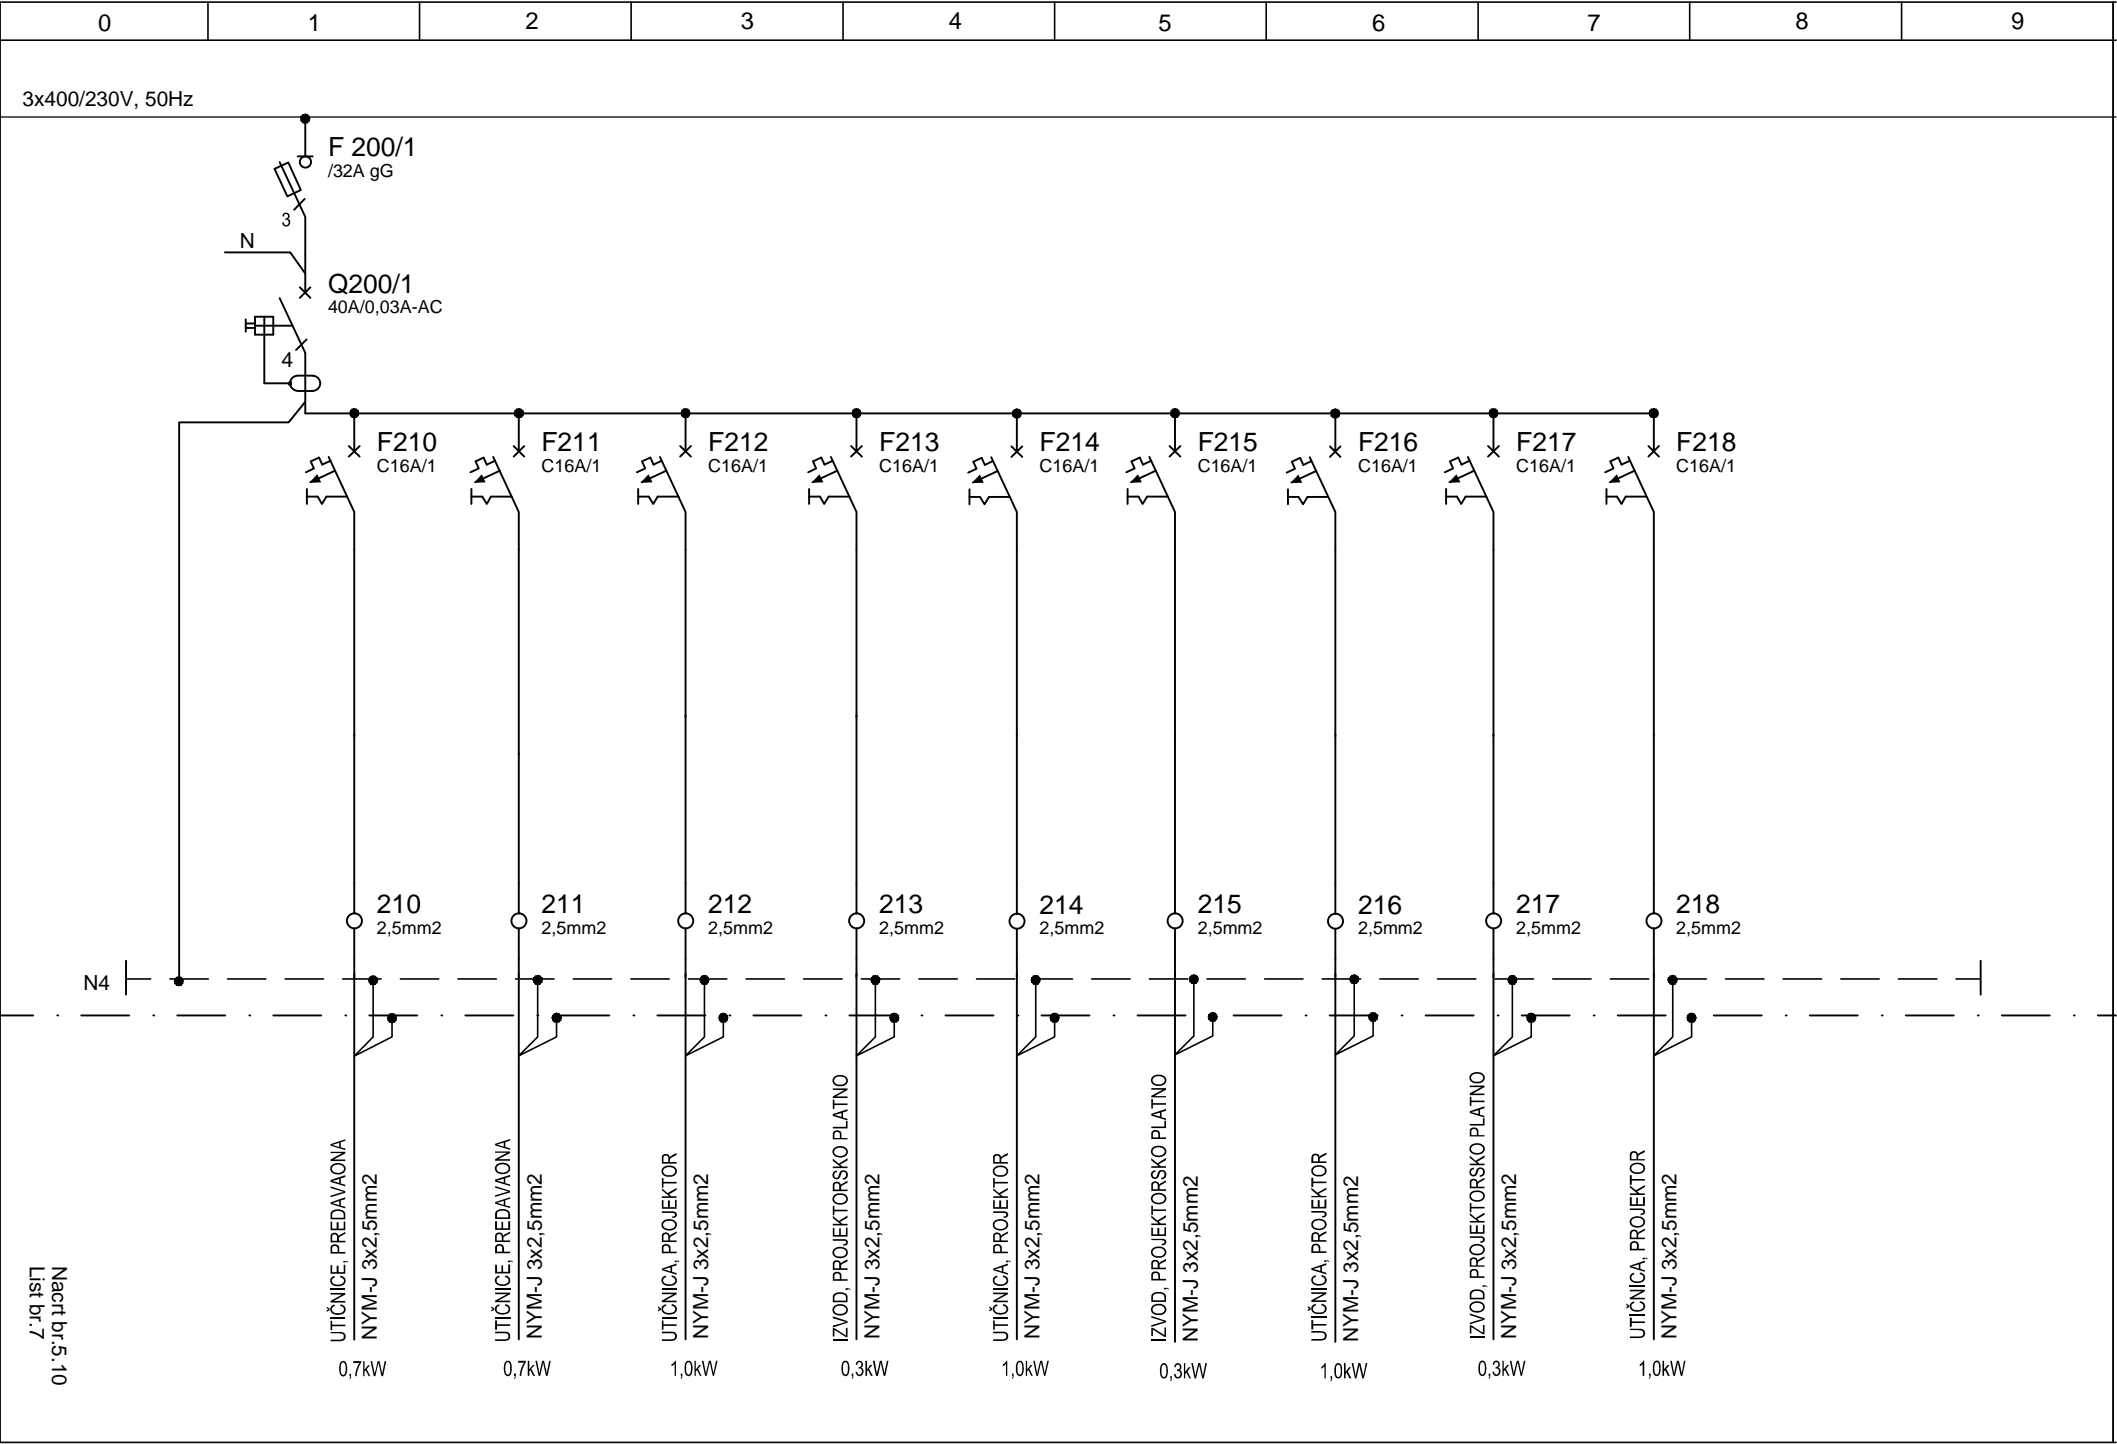 0 1 2 3 4 5 6 7 8 9
3x400/230V, 50Hz
F 200/1
/32A gG
3
N
Q200/1
40A/0,03A-AC
4
F210
C16A/1
F211
C16A/1
F212
C16A/1
F213
C16A/1
F214
C16A/1
F215
C16A/1
F216
C16A/1
F217
C16A/1
F218
C16A/1
210
2,5mm2
211
2,5mm2
212
2,5mm2
213
2,5mm2
214
2,5mm2
215
2,5mm2
216
2,5mm2
217
2,5mm2
218
2,5mm2
N4
UTIČNICE, PREDAVAONA
NYM-J 3x2,5mm2
0,7kW
UTIČNICE, PREDAVAONA
NYM-J 3x2,5mm2
0,7kW
UTIČNICA, PROJEKTOR
NYM-J 3x2,5mm2
1,0kW
IZVOD, PROJEKTORSKO PLATNO
NYM-J 3x2,5mm2
0,3kW
UTIČNICA, PROJEKTOR
NYM-J 3x2,5mm2
1,0kW
IZVOD, PROJEKTORSKO PLATNO
NYM-J 3x2,5mm2
0,3kW
UTIČNICA, PROJEKTOR
NYM-J 3x2,5mm2
1,0kW
IZVOD, PROJEKTORSKO PLATNO
NYM-J 3x2,5mm2
0,3kW
UTIČNICA, PROJEKTOR
NYM-J 3x2,5mm2
1,0kW
Nacrt br.5.10
List br.7